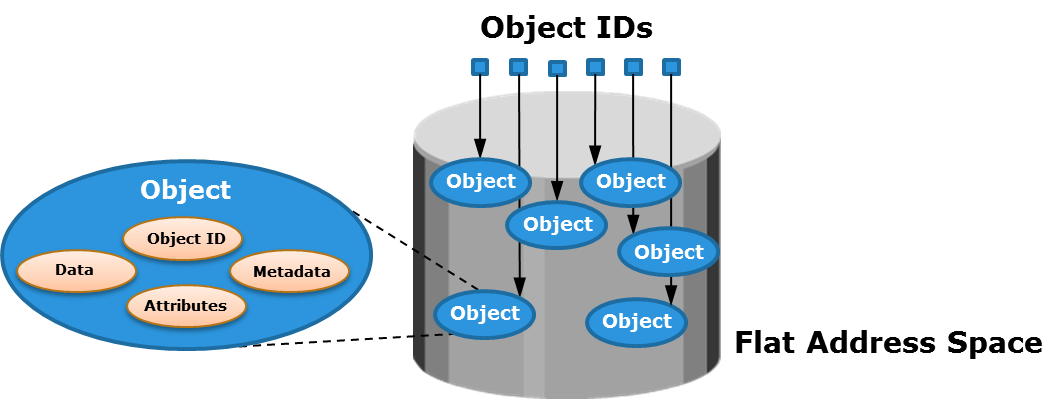 Object IDs
Object
Object ID
Data
Metadata
Attributes
Object
Object
Object
Object
Object
Object
Flat Address Space